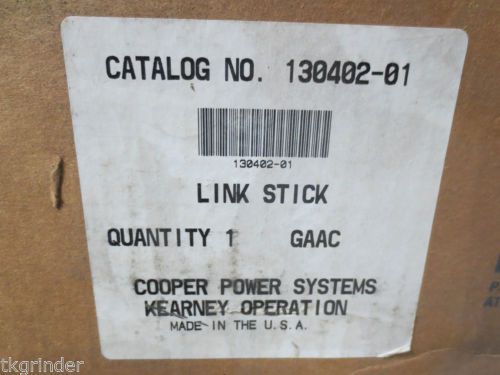 CATALOG NO. 130402-01
130402-01
LINK STICK
QUANTITY 1 GAAC
COOPER POWER SYSTEMS
KEARNEY OPERATION
MADE IN THE U.S.A.
tkgrinder